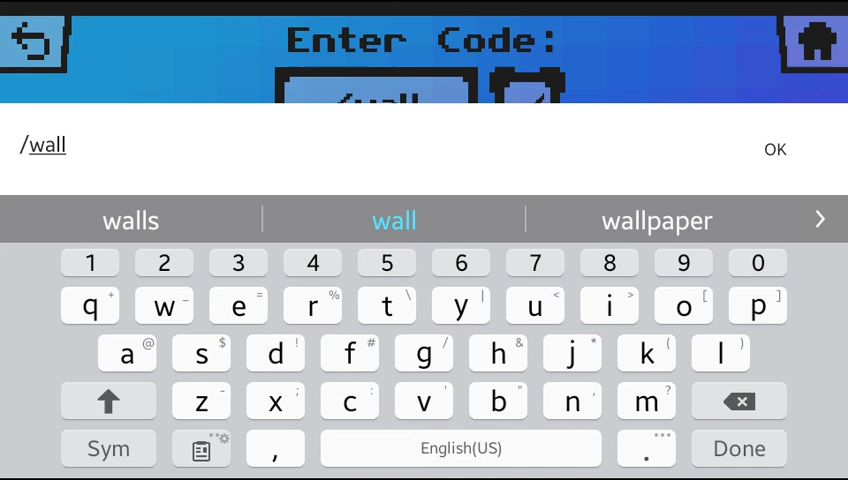 Enter Code:
/wall
/wall
OK
walls wall wallpaper
1 2 3 4 5 6 7 8 9 0
q + w _ e = r % t \ y | u < i > o [ p ]
a @ s $ d ! f # g / h & j * k ( l )
z - x ; c : v ' b " n , m ?
Sym , English(US) . Done